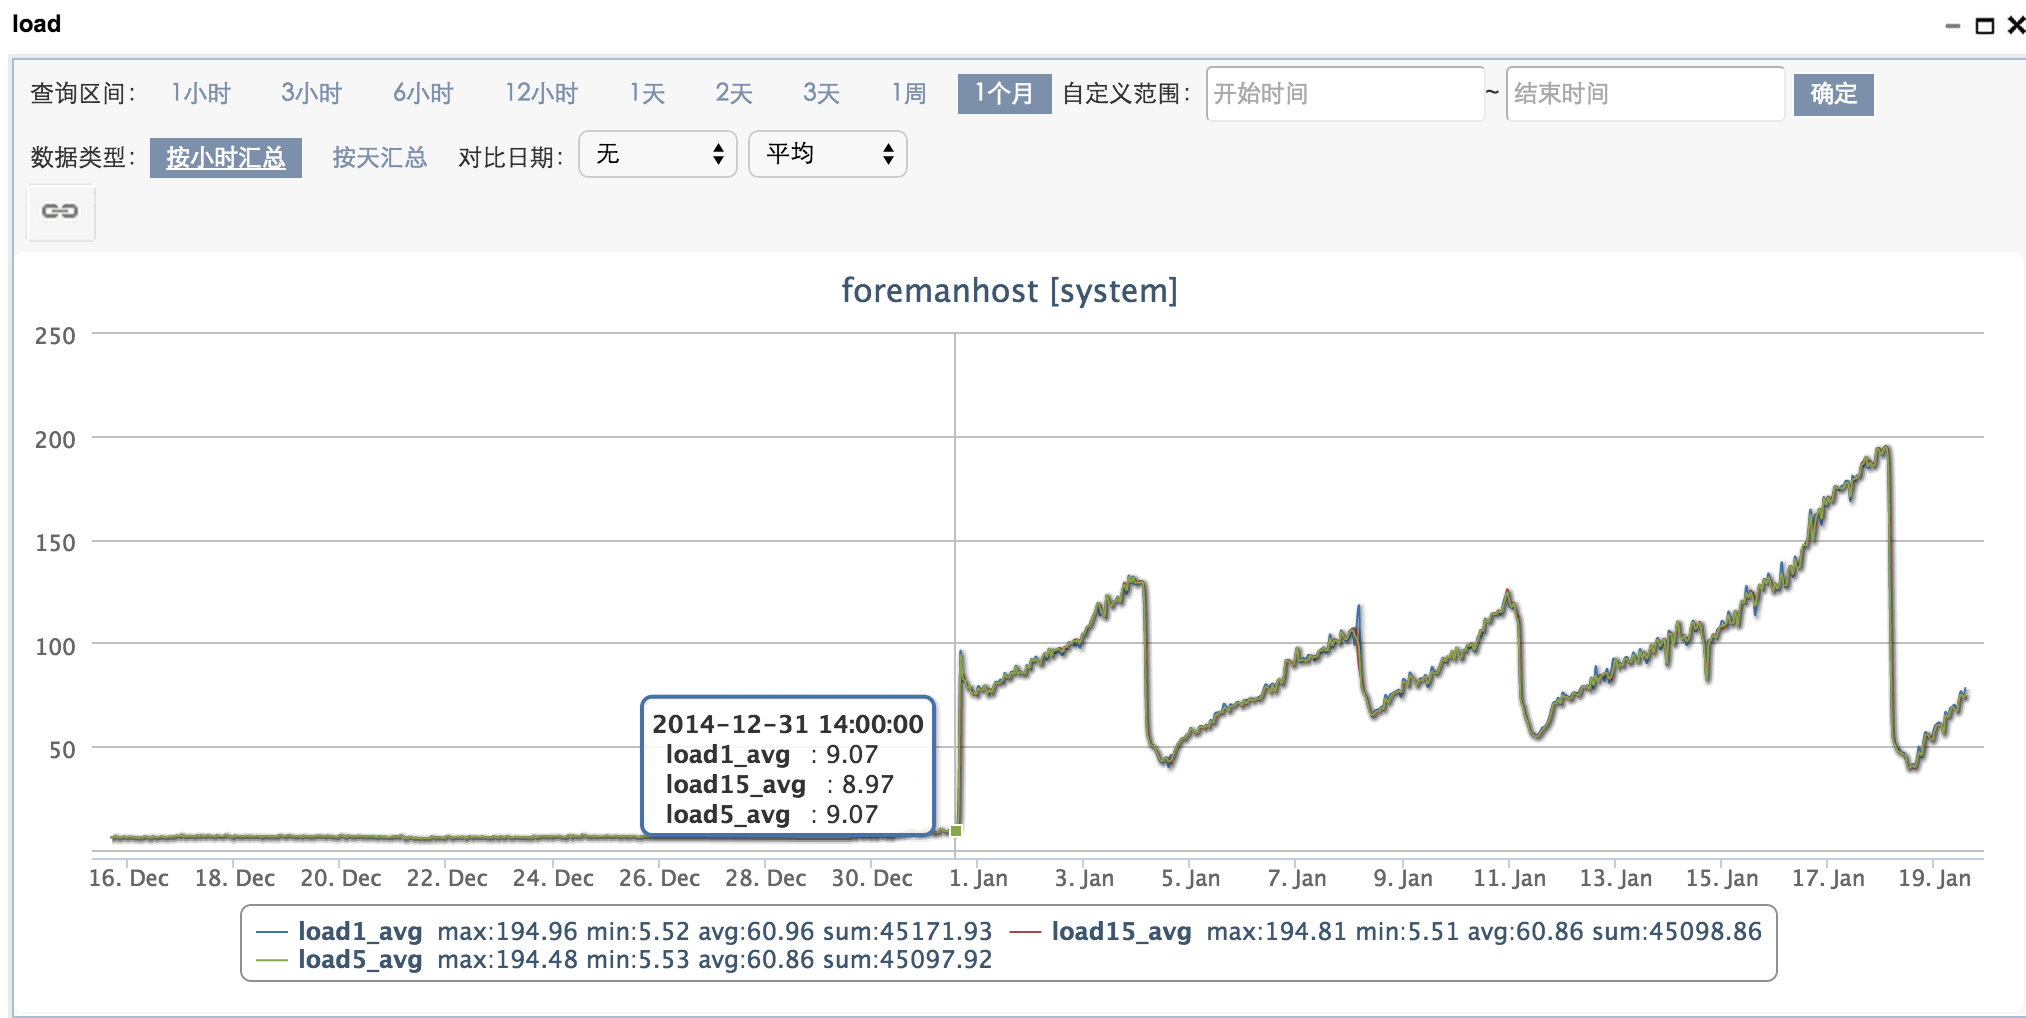 load
查询区间： 1小时 3小时 6小时 12小时 1天 2天 3天 1周 1个月 自定义范围： 开始时间 ~ 结束时间 确定
数据类型： 按小时汇总 按天汇总 对比日期： 无 平均
foremanhost [system]
250
200
150
100
50
2014-12-31 14:00:00
load1_avg : 9.07
load15_avg : 8.97
load5_avg : 9.07
16. Dec 18. Dec 20. Dec 22. Dec 24. Dec 26. Dec 28. Dec 30. Dec 1. Jan 3. Jan 5. Jan 7. Jan 9. Jan 11. Jan 13. Jan 15. Jan 17. Jan 19. Jan
load1_avg max:194.96 min:5.52 avg:60.96 sum:45171.93 load15_avg max:194.81 min:5.51 avg:60.86 sum:45098.86
load5_avg max:194.48 min:5.53 avg:60.86 sum:45097.92